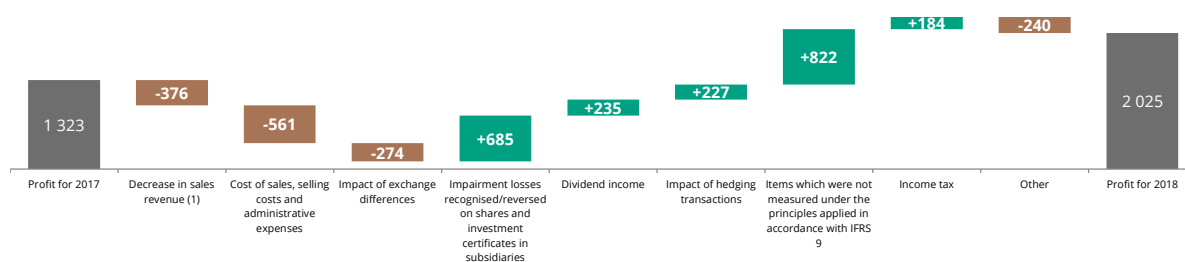 1 323
-376
-561
-274
+685
+235
+227
+822
+184
-240
2 025
Profit for 2017
Decrease in sales
revenue (1)
Cost of sales, selling
costs and
administrative
expenses
Impact of exchange
differences
Impairment losses
recognised/reversed
on shares and
investment
certificates in
subsidiaries
Dividend income
Impact of hedging
transactions
Items which were not
measured under the
principles applied in
accordance with IFRS
9
Income tax
Other
Profit for 2018